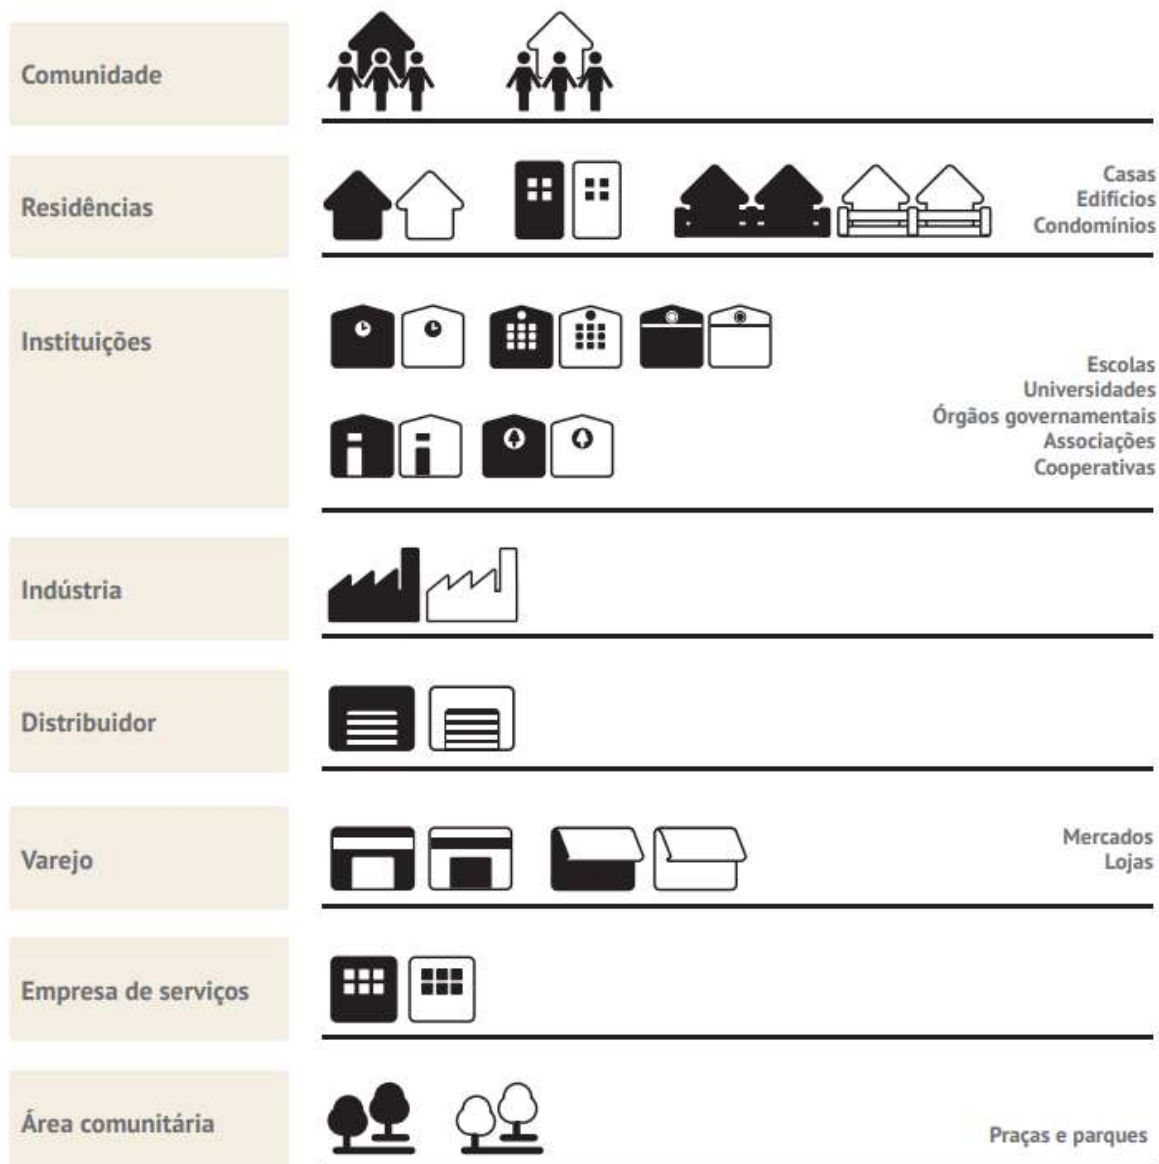 Comunidade
Residências
Casas
Edifícios
Condomínios
Instituições
Escolas
Universidades
Órgãos governamentais
Associações
Cooperativas
Indústria
Distribuidor
Varejo
Mercados
Lojas
Empresa de serviços
Área comunitária
Praças e parques